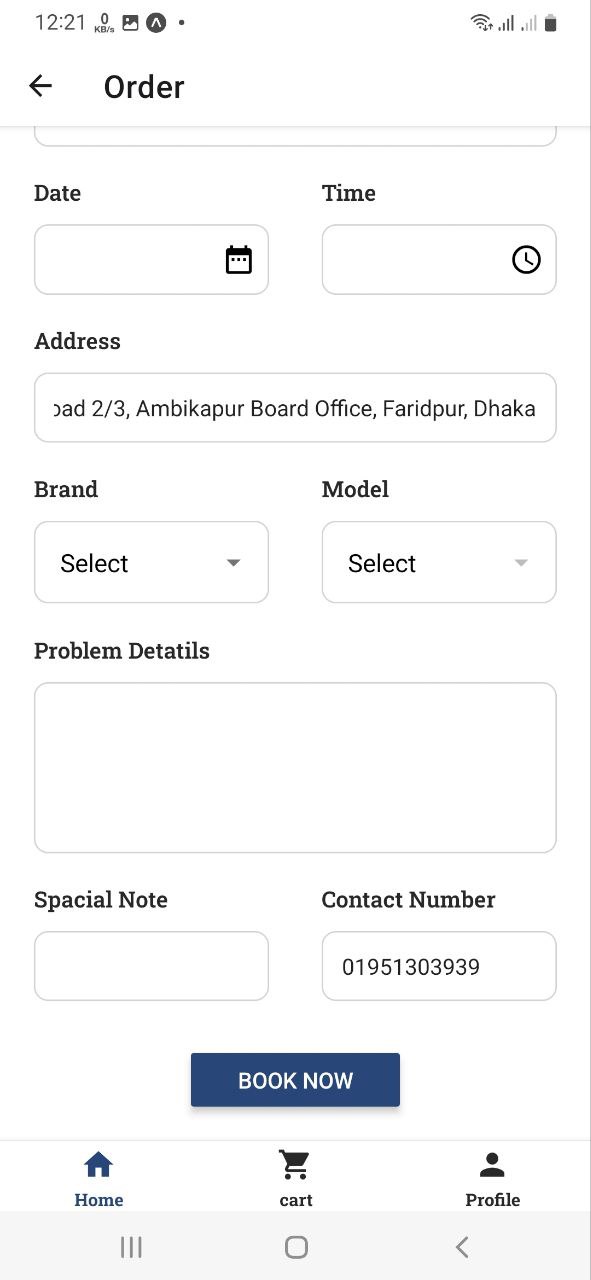 12:21 0 KB/s
Order
Date Time
Address
oad 2/3, Ambikapur Board Office, Faridpur, Dhaka
Brand Model
Select Select
Problem Detatils
Spacial Note Contact Number
01951303939
BOOK NOW
Home cart Profile